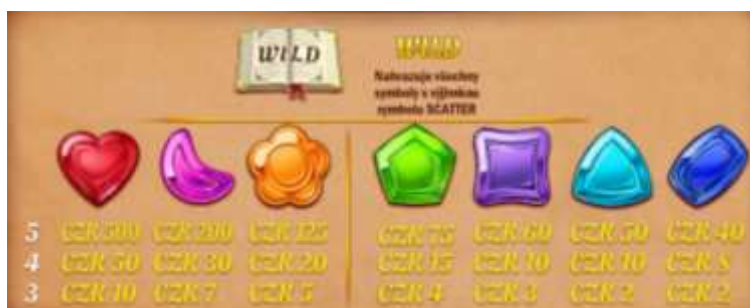 WILD
WILD
Nahrazuje všechny
symboly s výjimkou
symbolu SCATTER
5 CZK 500 CZK 200 CZK 125 CZK 75 CZK 60 CZK 50 CZK 40
4 CZK 50 CZK 30 CZK 20 CZK 15 CZK 10 CZK 10 CZK 8
3 CZK 10 CZK 7 CZK 5 CZK 4 CZK 3 CZK 2 CZK 2